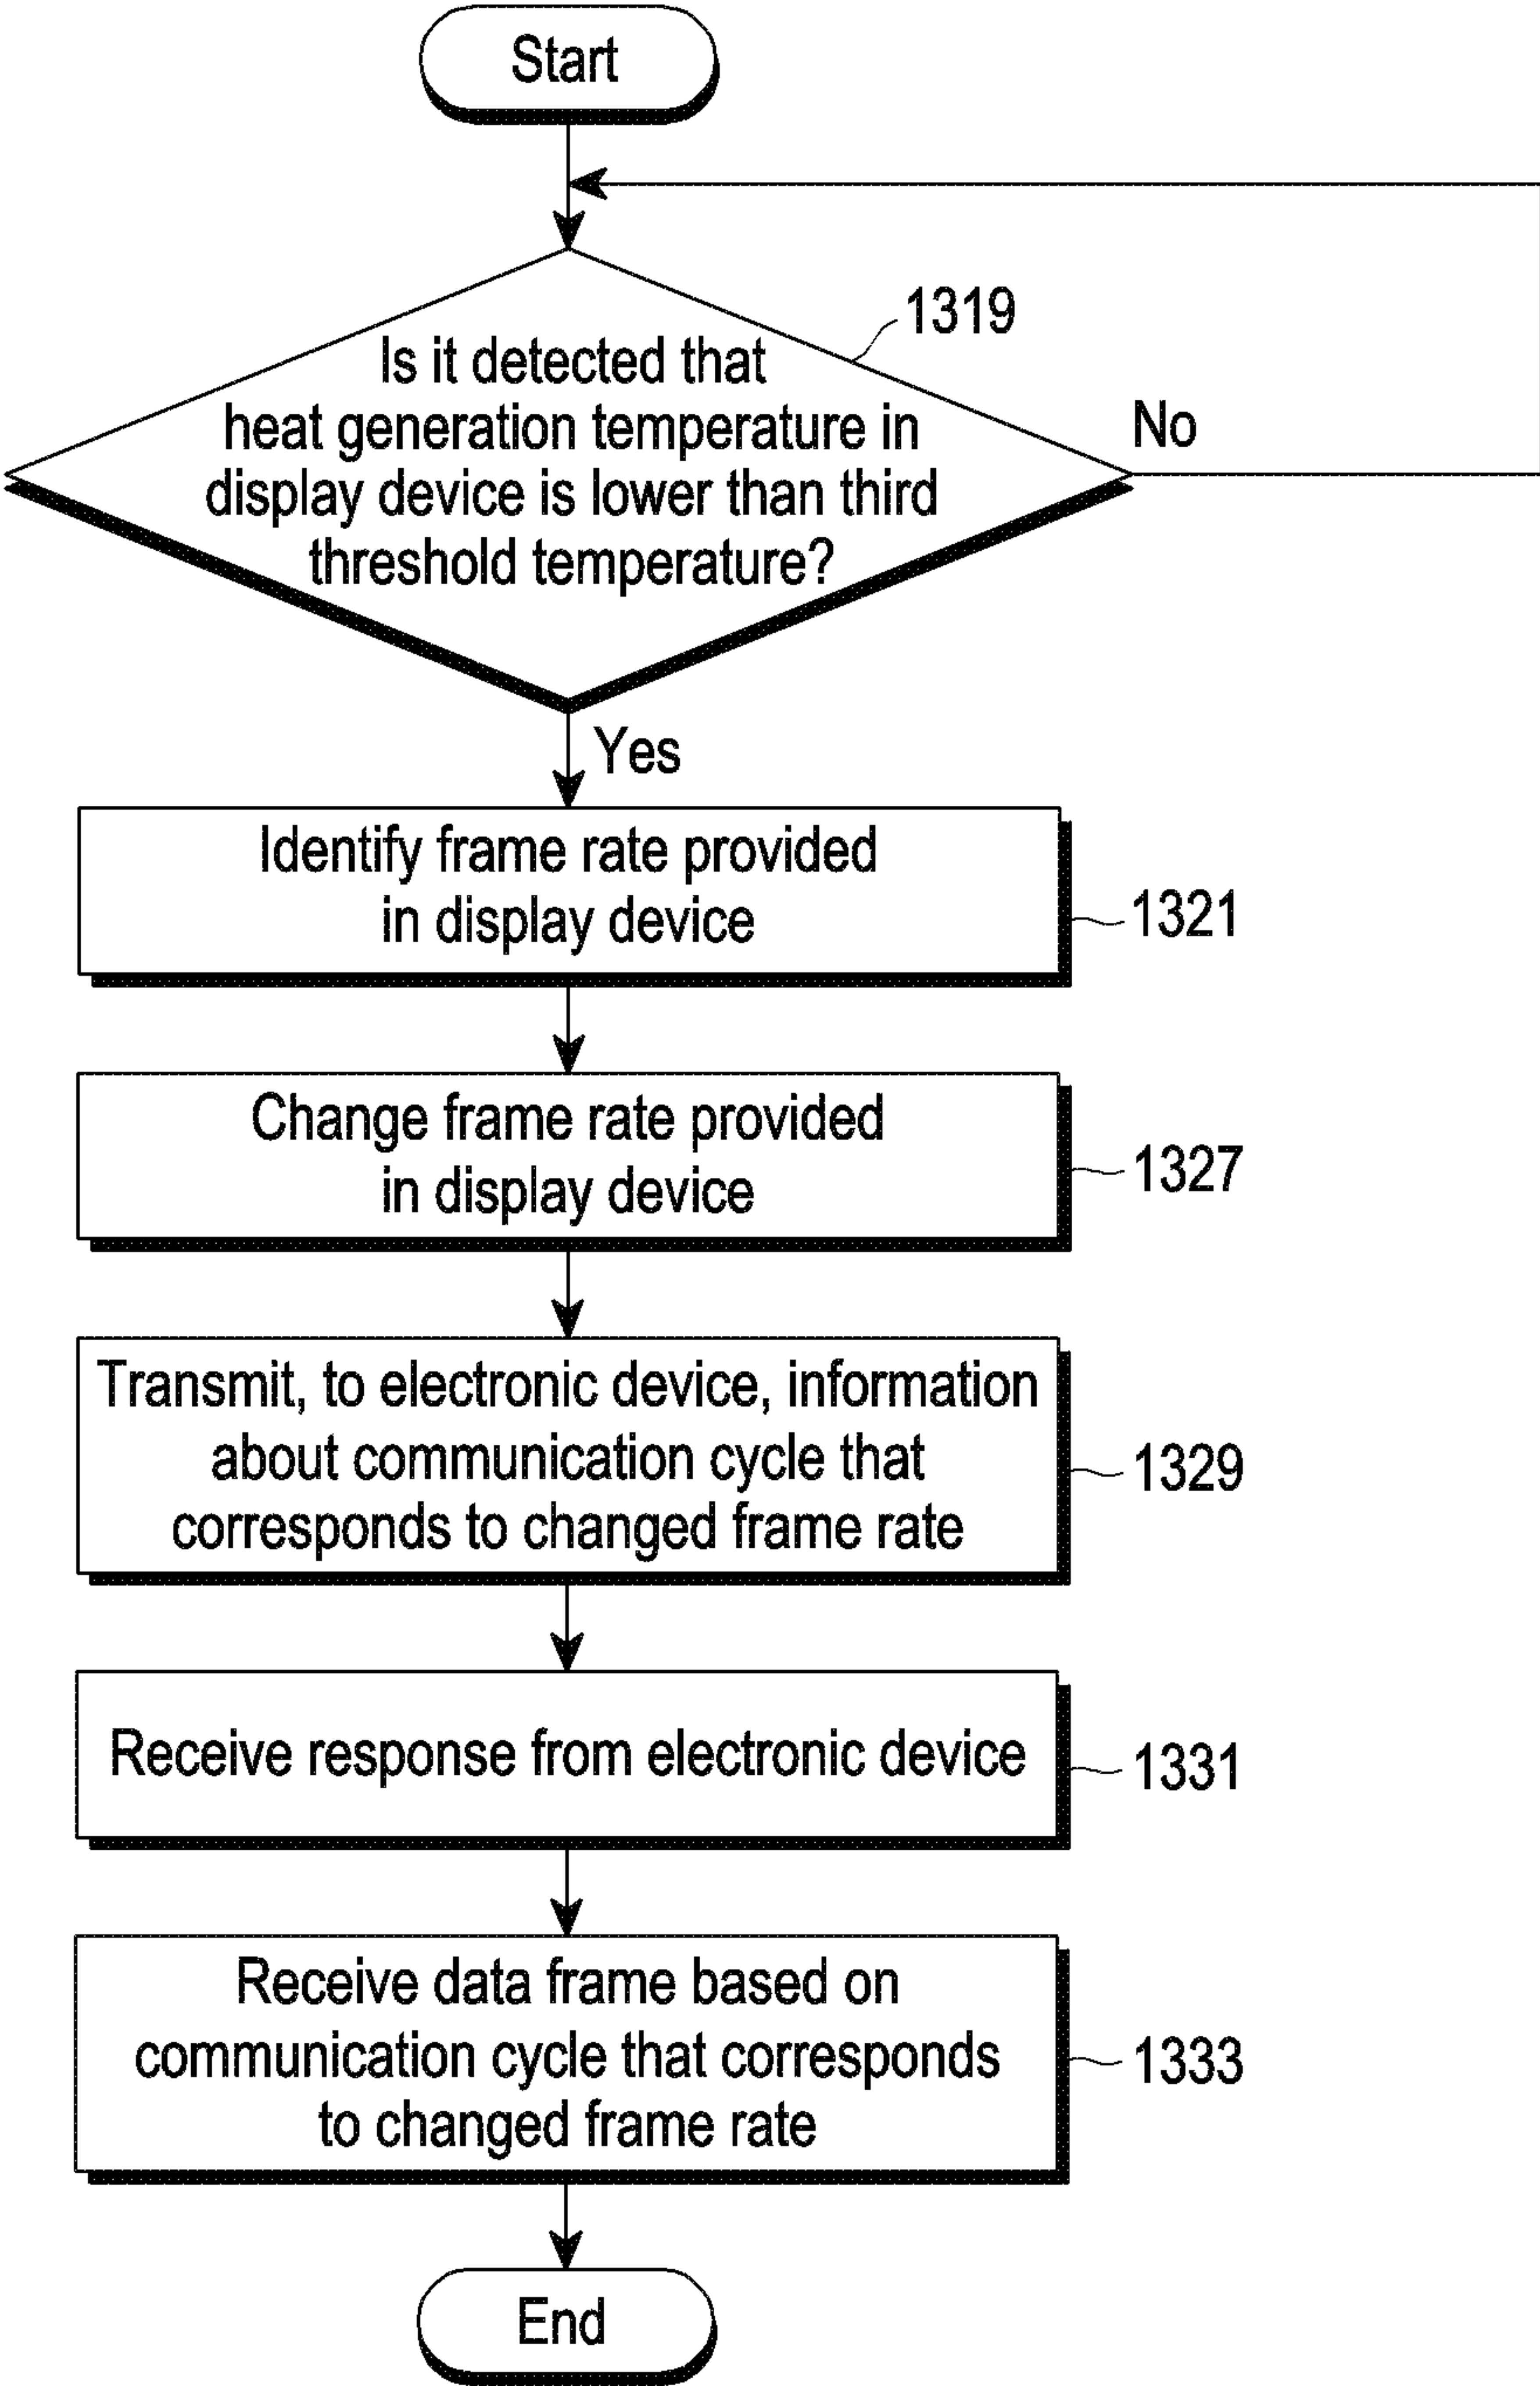 Start
1319
Is it detected that
heat generation temperature in
display device is lower than third
threshold temperature?
No
Yes
Identify frame rate provided
in display device
1321
Change frame rate provided
in display device
1327
Transmit, to electronic device, information
about communication cycle that
corresponds to changed frame rate
1329
Receive response from electronic device
1331
Receive data frame based on
communication cycle that corresponds
to changed frame rate
1333
End